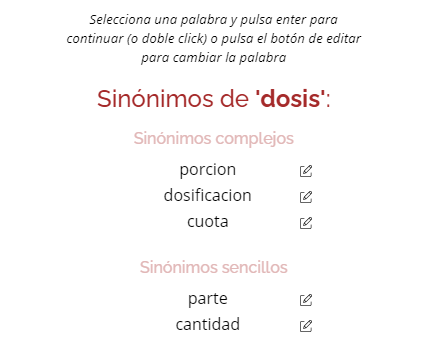 Selecciona una palabra y pulsa enter para
continuar (o doble click) o pulsa el botón de editar
para cambiar la palabra
Sinónimos de 'dosis':
Sinónimos complejos
porcion
dosificacion
cuota
Sinónimos sencillos
parte
cantidad